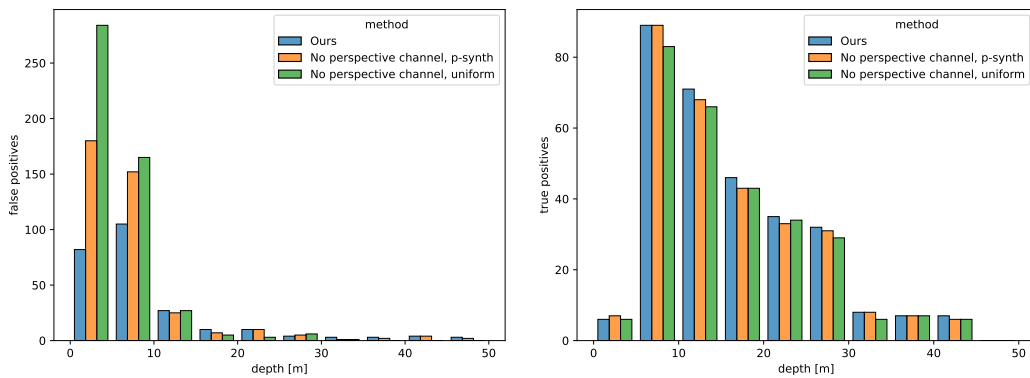 method
Ours
No perspective channel, p-synth
No perspective channel, uniform
false positives
250
200
150
100
50
0
0 10 20 30 40 50
depth [m]
method
Ours
No perspective channel, p-synth
No perspective channel, uniform
true positives
80
60
40
20
0
0 10 20 30 40 50
depth [m]